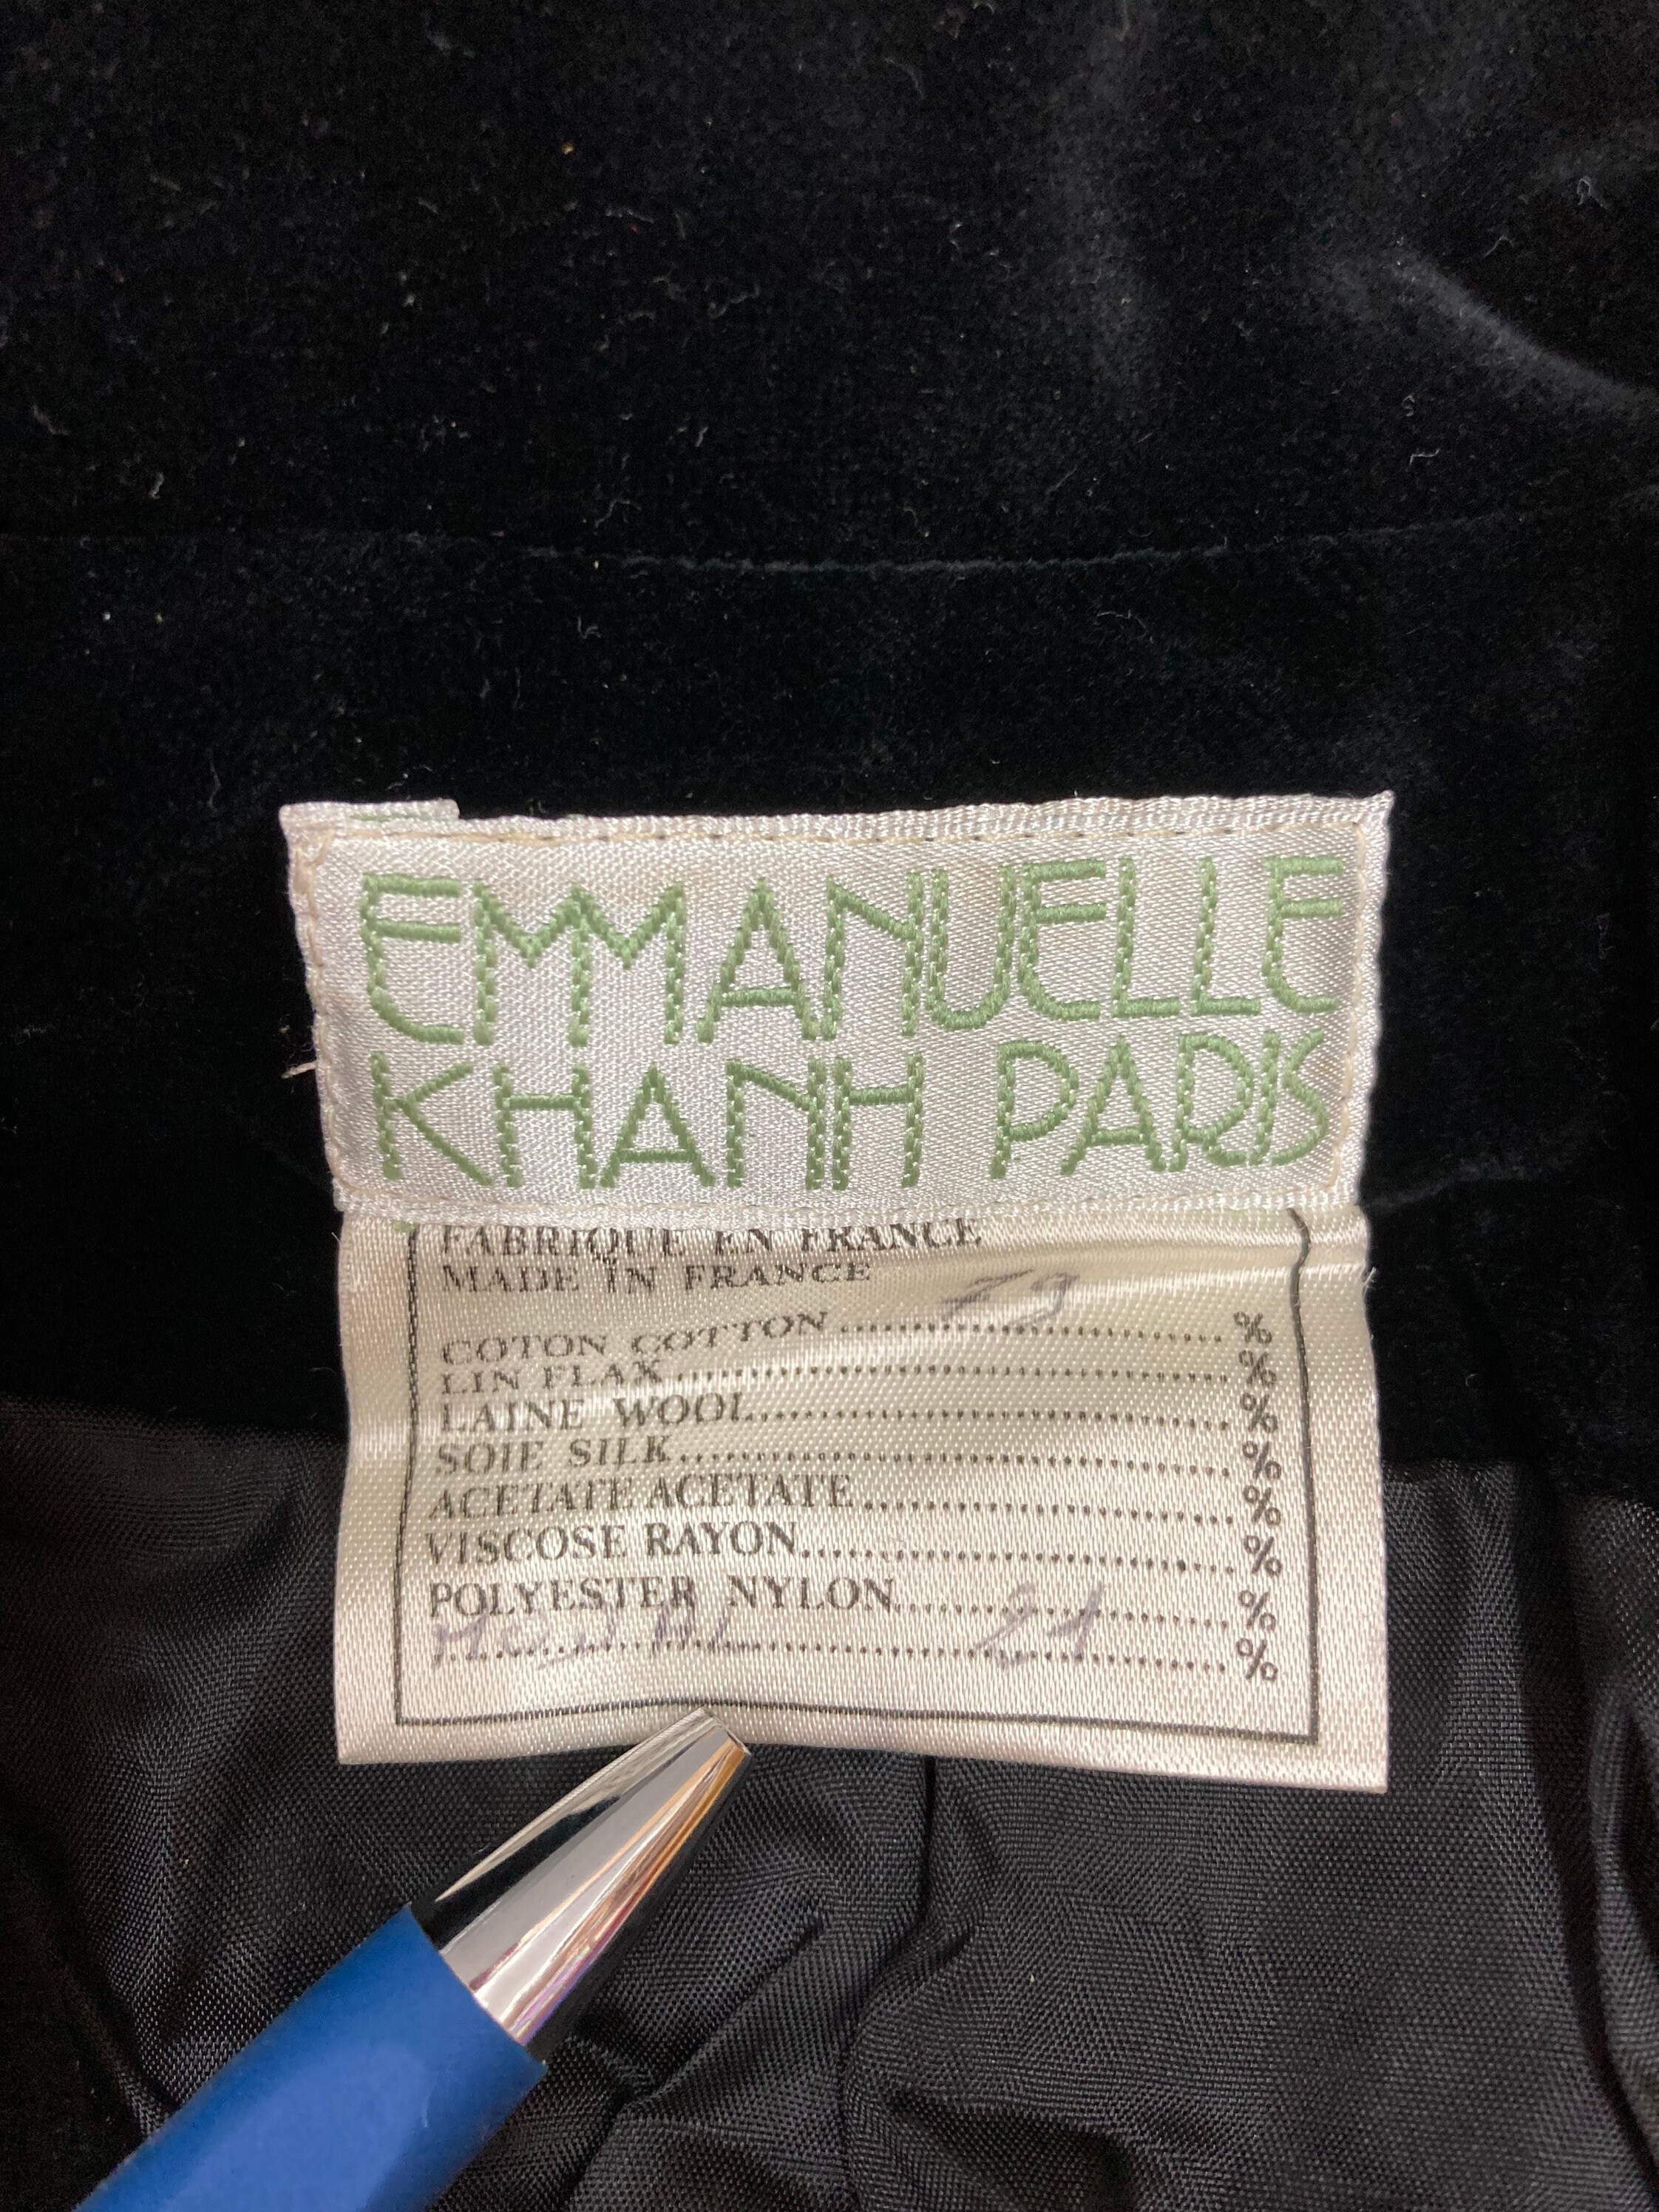 EMMANUELLE
KHANH PARIS
FABRIQUE EN FRANCE
MADE IN FRANCE
COTON COTTON........79........%
LIN FLAX................%
LAINE WOOL................%
SOIE SILK................%
ACETATE ACETATE................%
VISCOSE RAYON................%
POLYESTER NYLON................%
MODAL........21........%